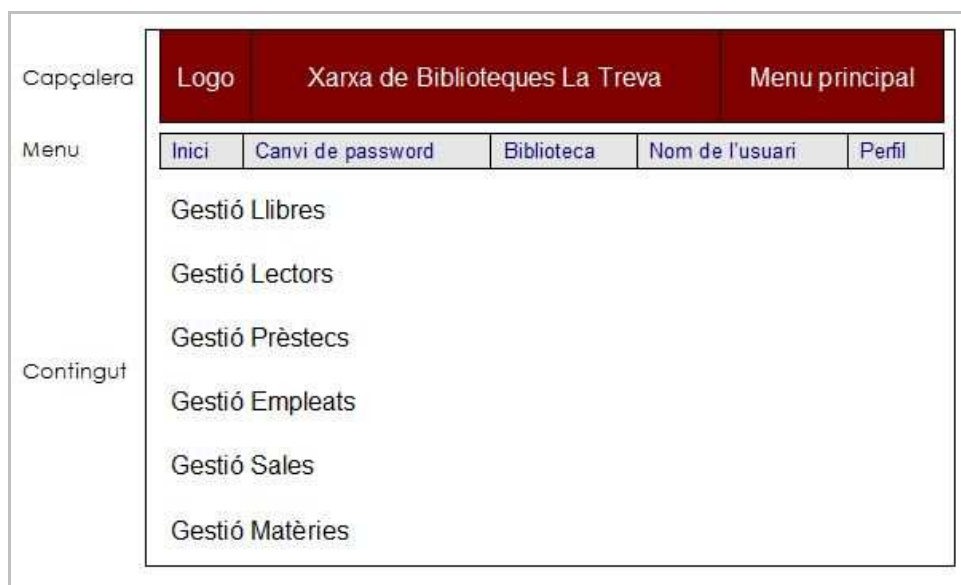 Capçalera
Logo Xarxa de Biblioteques La Treva Menu principal
Menu
Inici Canvi de password Biblioteca Nom de l'usuari Perfil
Gestió Llibres
Gestió Lectors
Gestió Prèstecs
Contingut
Gestió Empleats
Gestió Sales
Gestió Matèries